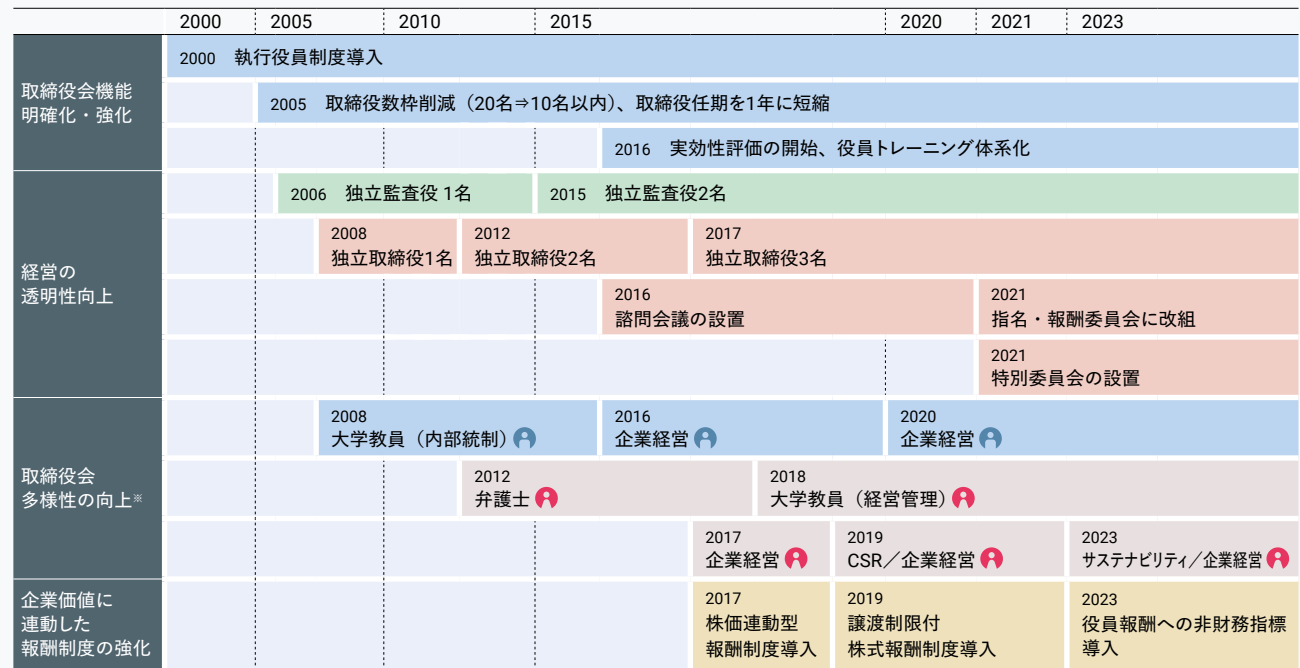 2000 2005 2010 2015 2020 2021 2023
取締役会機能
明確化・強化
2000 執行役員制度導入
2005 取締役数枠削減（20名⇒10名以内）、取締役任期を1年に短縮
2016 実効性評価の開始、役員トレーニング体系化
経営の
透明性向上
2006 独立監査役 1名
2015 独立監査役2名
2008
独立取締役1名
2012
独立取締役2名
2017
独立取締役3名
2016
諮問会議の設置
2021
指名・報酬委員会に改組
2021
特別委員会の設置
取締役会
多様性の向上※
2008
大学教員（内部統制）
2016
企業経営
2020
企業経営
2012
弁護士
2018
大学教員（経営管理）
2017
企業経営
2019
CSR／企業経営
2023
サステナビリティ／企業経営
企業価値に
連動した
報酬制度の強化
2017
株価連動型
報酬制度導入
2019
譲渡制限付
株式報酬制度導入
2023
役員報酬への非財務指標
導入